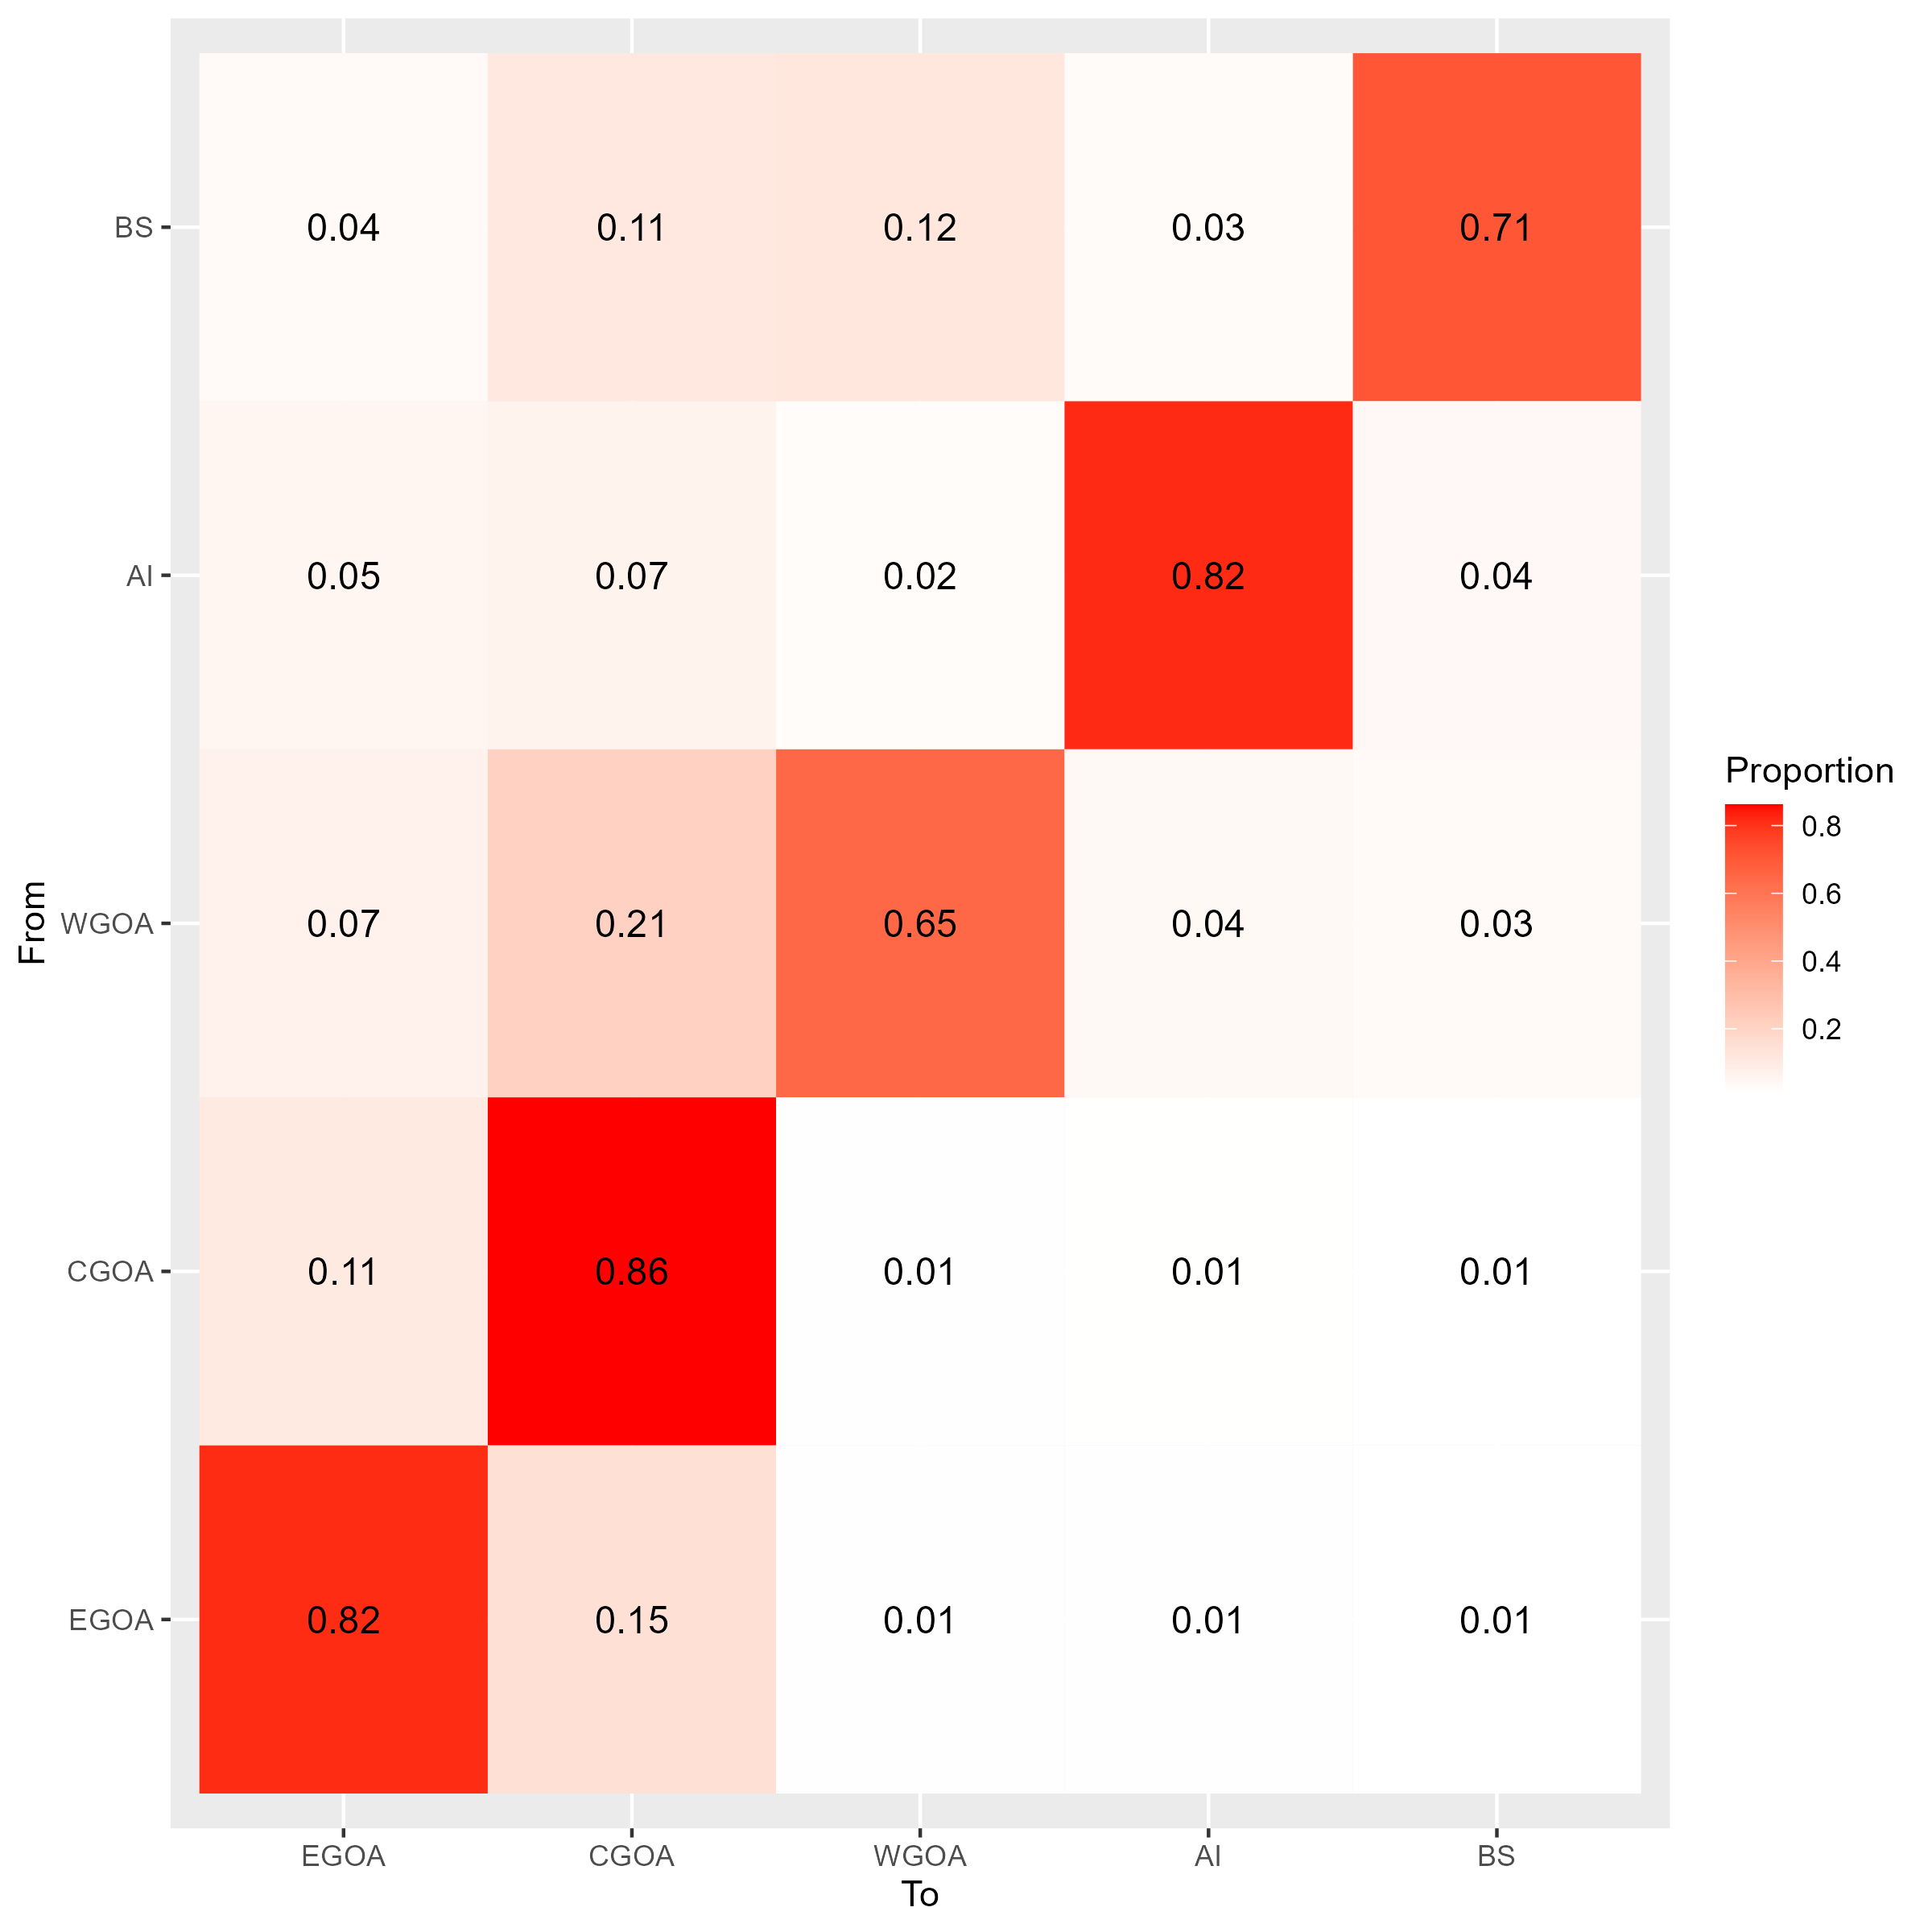 BS 0.04 0.11 0.12 0.03 0.71
AI 0.05 0.07 0.02 0.82 0.04
WGOA 0.07 0.21 0.65 0.04 0.03
CGOA 0.11 0.86 0.01 0.01 0.01
EGOA 0.82 0.15 0.01 0.01 0.01
From
EGOA CGOA WGOA AI BS
To
Proportion
0.8
0.6
0.4
0.2